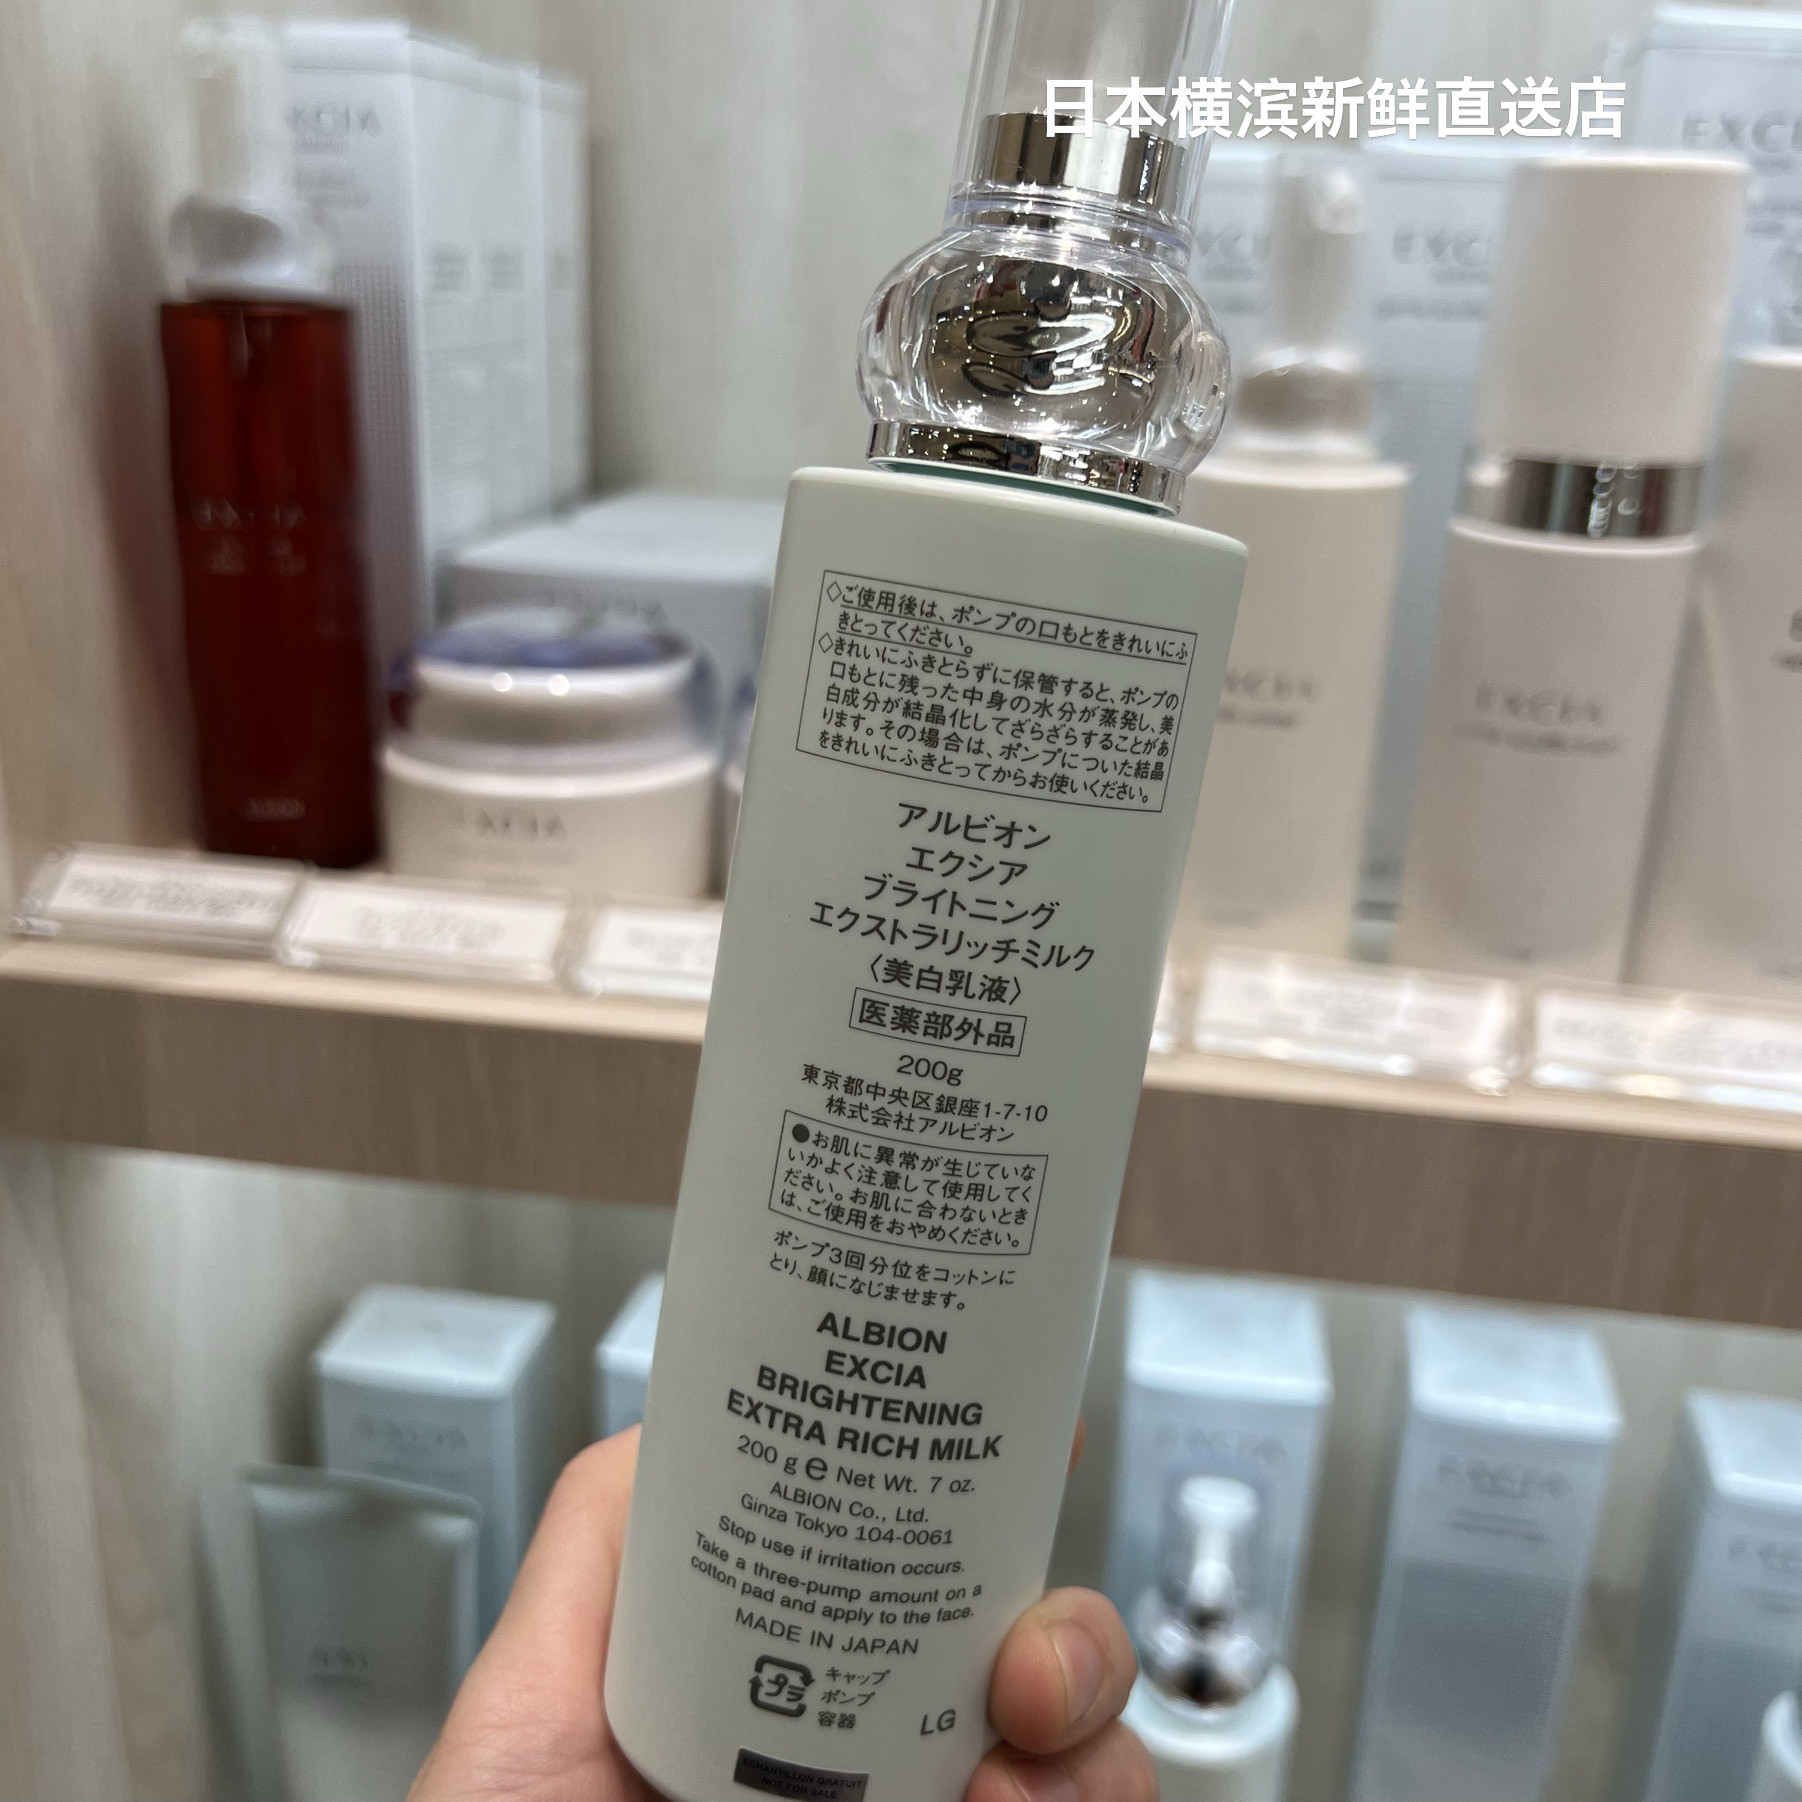 日本横滨新鲜直送店
◇ご使用後は、ポンプの口もとをきれいにふ
きとってください。
◇きれいにふきとらずに保管すると、ポンプの
口もとに残った中身の水分が蒸発し、美
白成分が結晶化してざらざらすることがあ
ります。その場合は、ポンプについた結晶
をきれいにふきとってからお使いください。
アルビオン
エクシア
ブライトニング
エクストラリッチミルク
〈美白乳液〉
医薬部外品
200g
東京都中央区銀座1-7-10
株式会社アルビオン
●お肌に異常が生じていな
いかよく注意して使用してく
ださい。お肌に合わないとき
は、ご使用をおやめください。
ポンプ3回分位をコットンに
とり、顔になじませます。
ALBION
EXCIA
BRIGHTENING
EXTRA RICH MILK
200 g e Net Wt. 7 oz.
ALBION Co., Ltd.
Ginza Tokyo 104-0061
Stop use if irritation occurs.
Take a three-pump amount on a
cotton pad and apply to the face.
MADE IN JAPAN
プラ
キャップ
ポンプ
容器
LG
ECHANTILLON GRATUIT
NOT FOR SALE
EXCIA
EXCIA
EXCIA